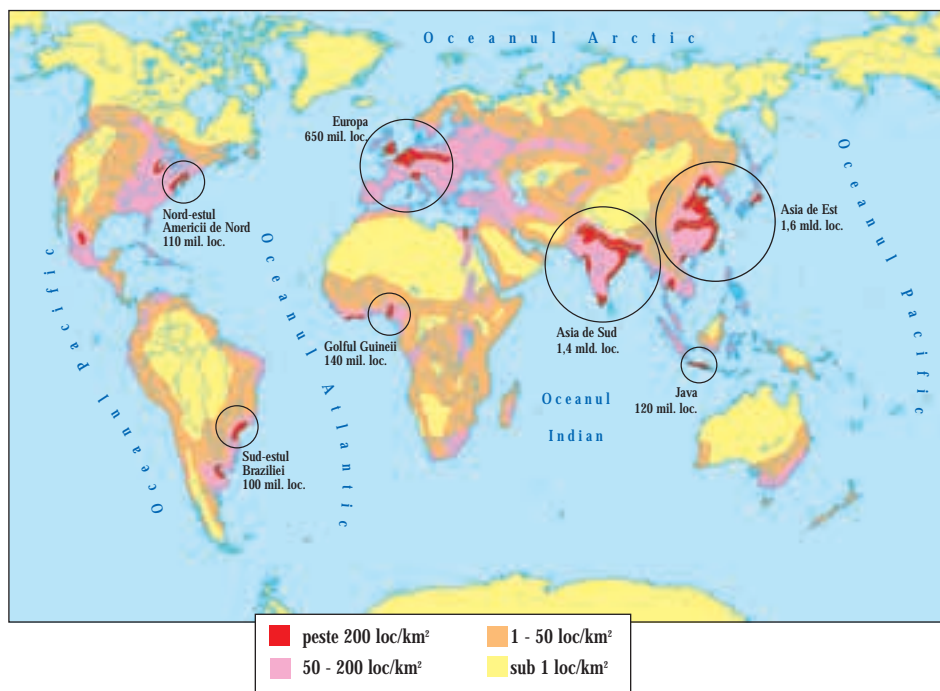 Oceanul Arctic
Europa
650 mil. loc.
Nord-estul
Americii de Nord
110 mil. loc.
Asia de Est
1,6 mld. loc.
Oceanul Pacific
Oceanul Atlantic
Oceanul Pacific
Golful Guineii
140 mil. loc.
Asia de Sud
1,4 mld. loc.
Java
120 mil. loc.
Oceanul
Indian
Sud-estul
Braziliei
100 mil. loc.
peste 200 loc/km²
1 - 50 loc/km²
50 - 200 loc/km²
sub 1 loc/km²